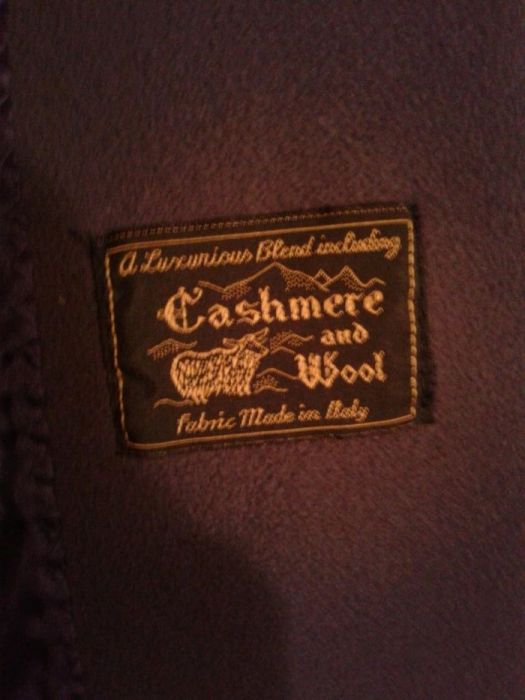 A Luxurious Blend including
Cashmere
and
Wool
Fabric Made in Italy